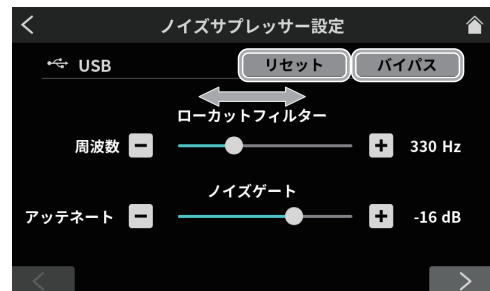 ノイズサプレッサー設定
USB リセット バイパス
ローカットフィルター
周波数 330 Hz
ノイズゲート
アッテネート -16 dB